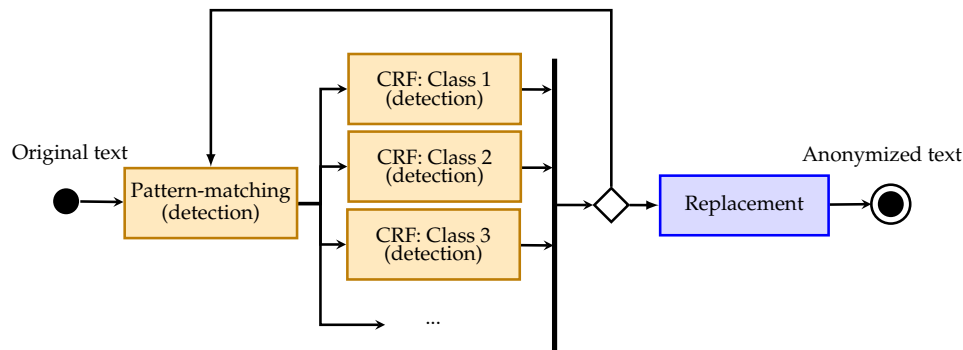 Original text
Pattern-matching
(detection)
CRF: Class 1
(detection)
CRF: Class 2
(detection)
CRF: Class 3
(detection)
...
Replacement
Anonymized text